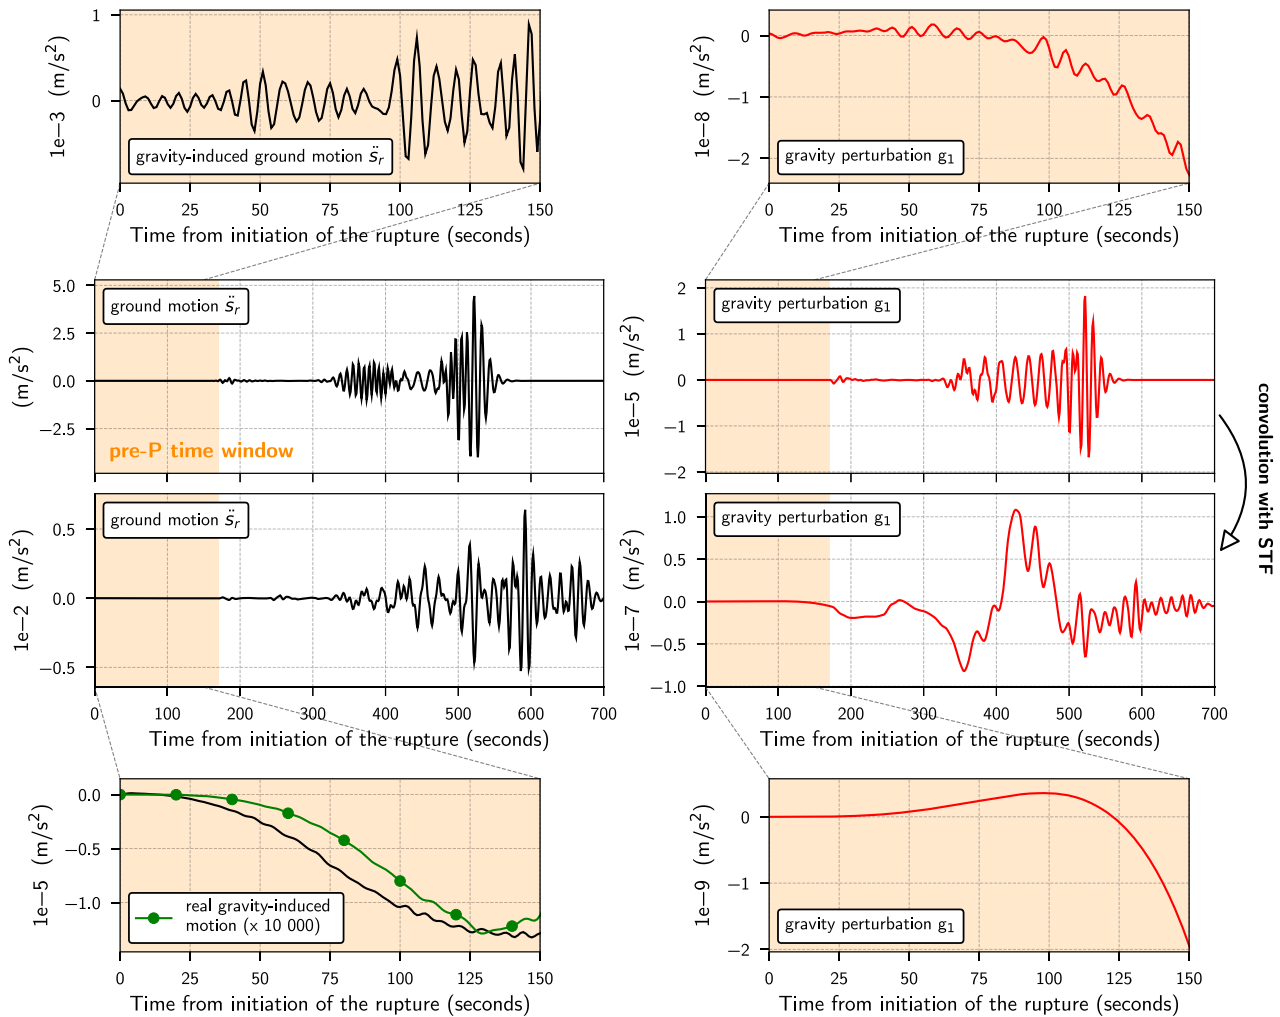 1e−3 (m/s²)
1
0
gravity-induced ground motion s̈ᵣ
0 25 50 75 100 125 150
Time from initiation of the rupture (seconds)
1e−8 (m/s²)
0
−1
−2
gravity perturbation g₁
0 25 50 75 100 125 150
Time from initiation of the rupture (seconds)
(m/s²)
5.0
2.5
0.0
−2.5
ground motion s̈ᵣ
pre-P time window
1e−5 (m/s²)
2
1
0
−1
−2
gravity perturbation g₁
convolution with STF
1e−2 (m/s²)
0.5
0.0
−0.5
ground motion s̈ᵣ
0 100 200 300 400 500 600 700
Time from initiation of the rupture (seconds)
1e−7 (m/s²)
1.0
0.5
0.0
−0.5
−1.0
gravity perturbation g₁
0 100 200 300 400 500 600 700
Time from initiation of the rupture (seconds)
1e−5 (m/s²)
0.0
−0.5
−1.0
real gravity-induced
motion (x 10 000)
0 25 50 75 100 125 150
Time from initiation of the rupture (seconds)
1e−9 (m/s²)
0
−1
−2
gravity perturbation g₁
0 25 50 75 100 125 150
Time from initiation of the rupture (seconds)